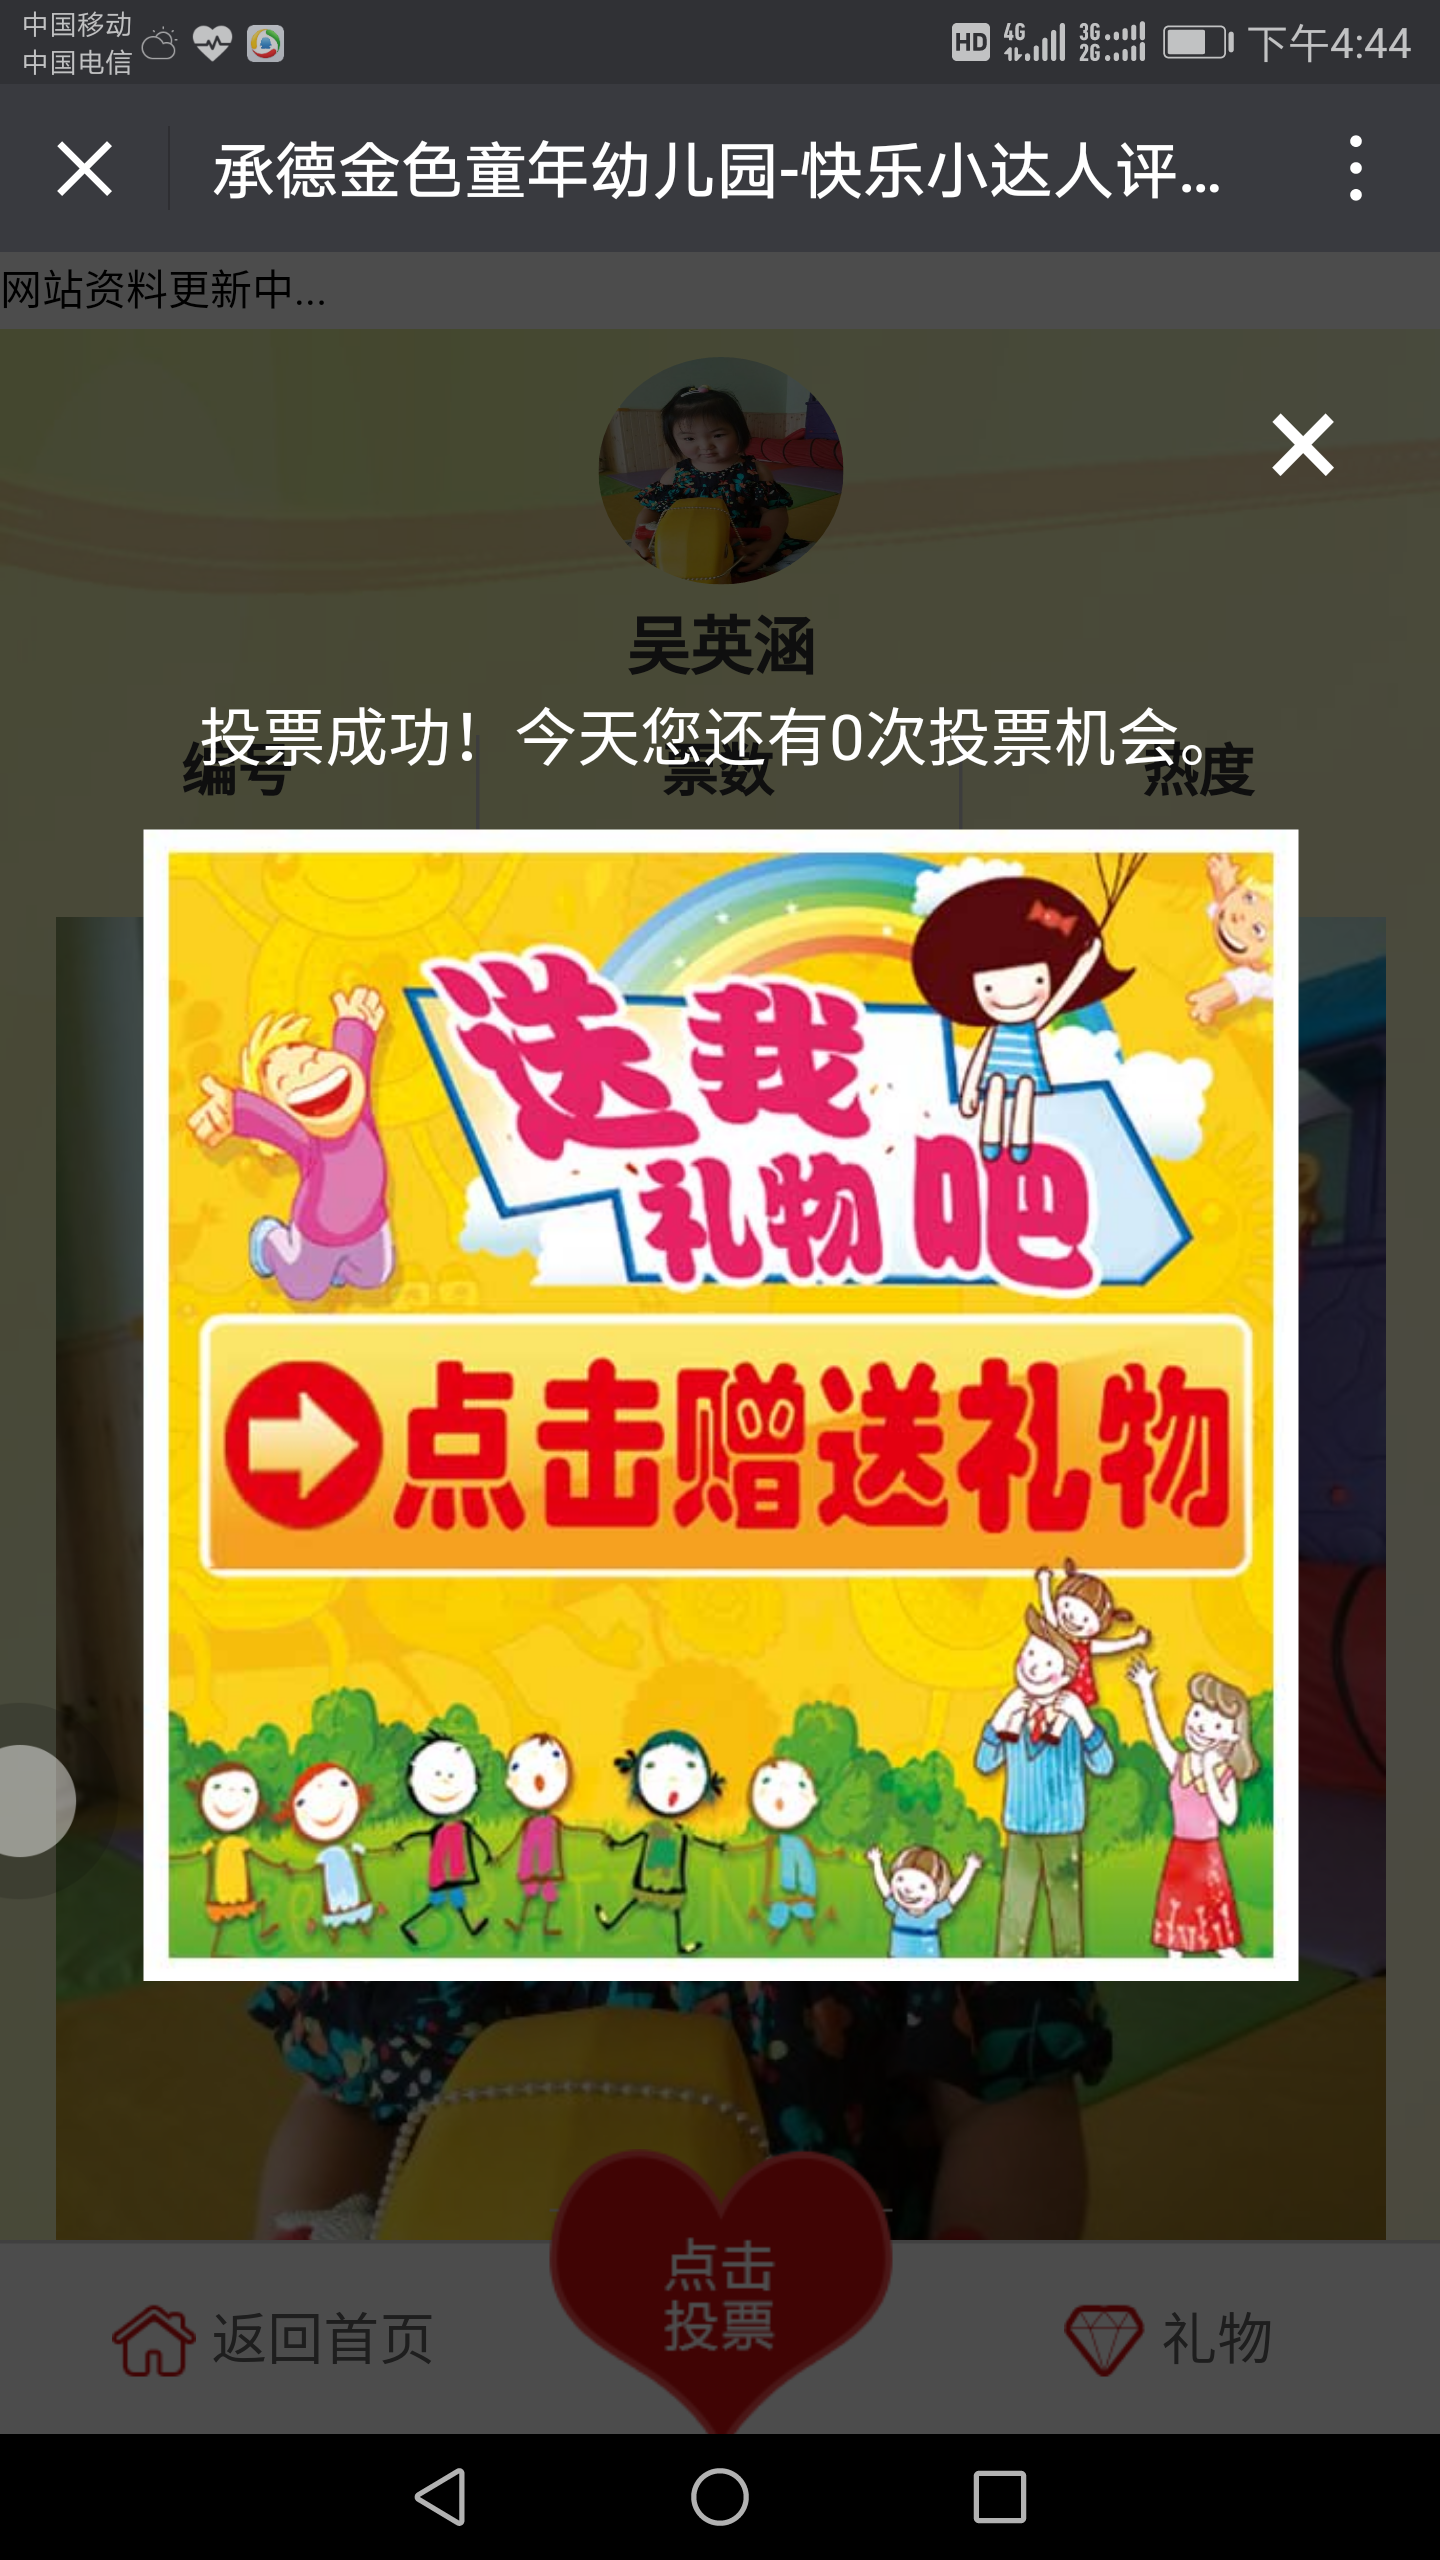 中国移动
中国电信
HD 4G 3G 2G 下午4:44
承德金色童年幼儿园-快乐小达人评...
网站资料更新中...
吴英涵
投票成功！今天您还有0次投票机会。
编号 票数 热度
送我
礼物吧
点击赠送礼物
点击
投票
返回首页 礼物